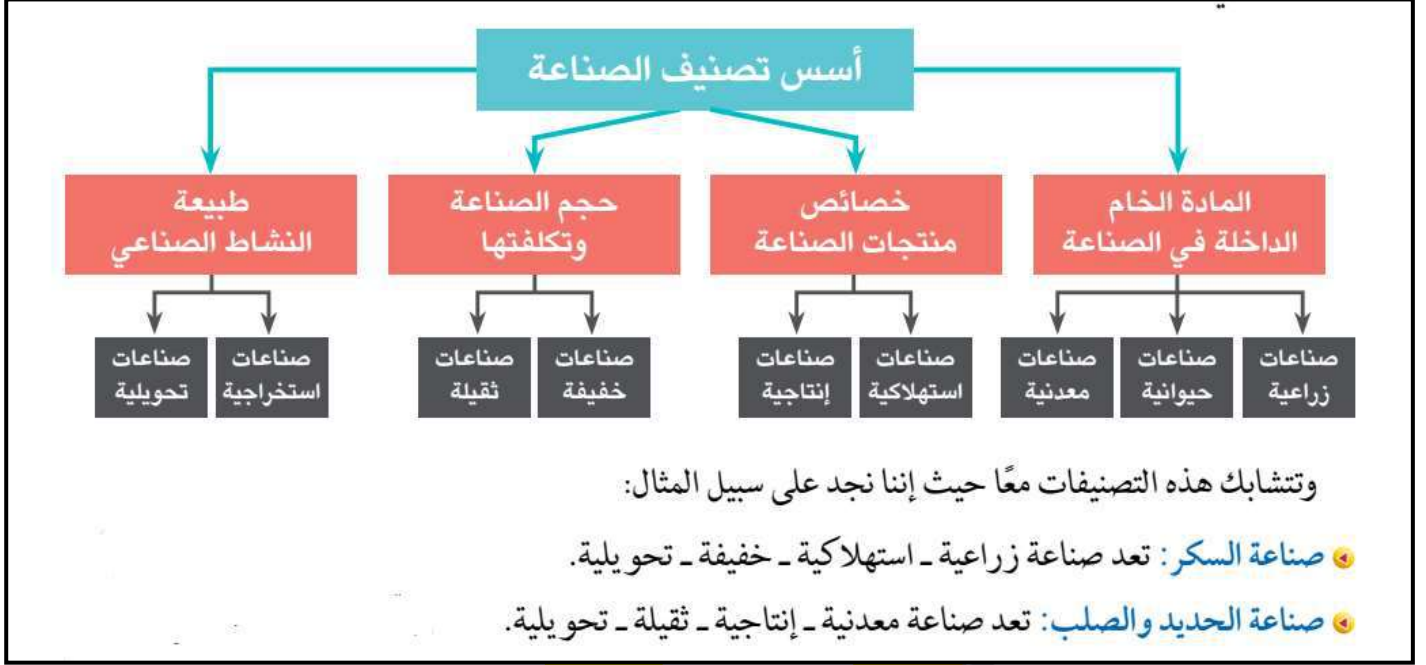 أسس تصنيف الصناعة
المادة الخام
الداخلة في الصناعة
خصائص
منتجات الصناعة
حجم الصناعة
وتكلفتها
طبيعة
النشاط الصناعي
صناعات
زراعية
صناعات
حيوانية
صناعات
معدنية
صناعات
استهلاكية
صناعات
إنتاجية
صناعات
خفيفة
صناعات
ثقيلة
صناعات
استخراجية
صناعات
تحويلية
وتتشابك هذه التصنيفات معًا حيث إننا نجد على سبيل المثال:
صناعة السكر: تعد صناعة زراعية ـ استهلاكية ـ خفيفة ـ تحويلية.
صناعة الحديد والصلب: تعد صناعة معدنية ـ إنتاجية ـ ثقيلة ـ تحويلية.